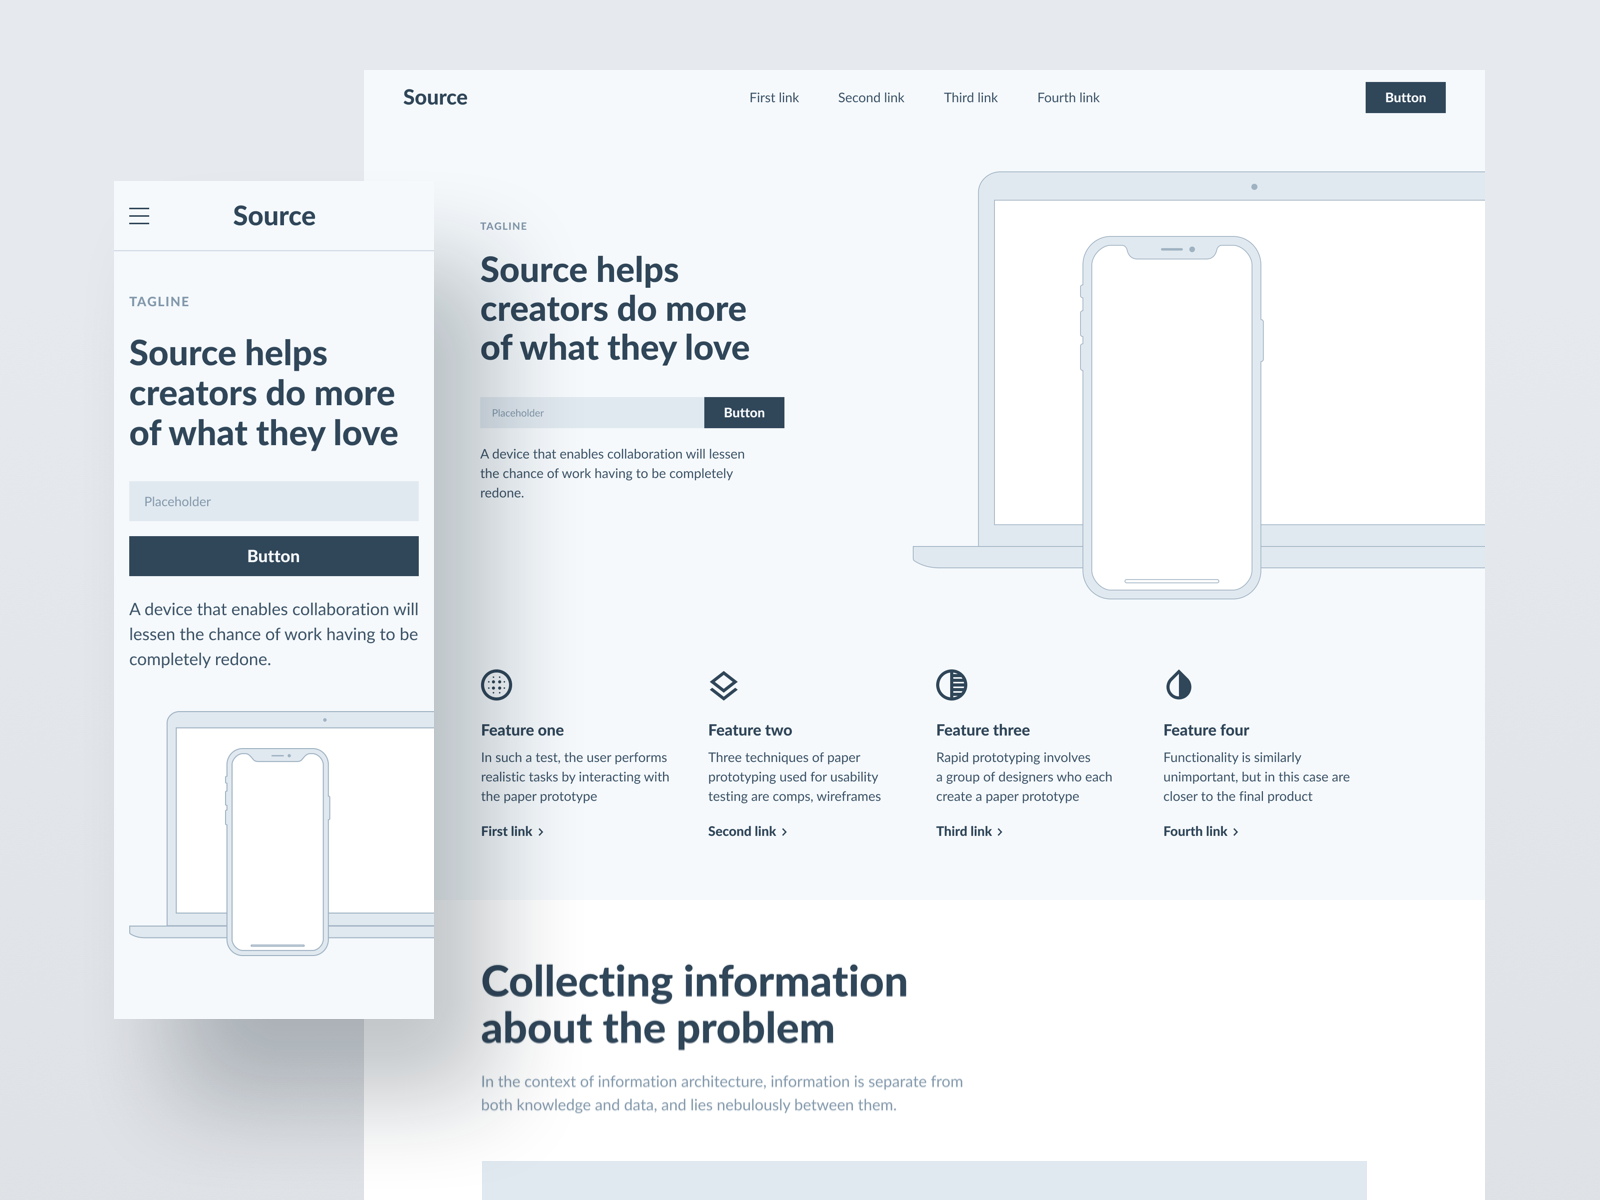 Source
First link
Second link
Third link
Fourth link
Button
Source
TAGLINE
Source helps
creators do more
of what they love
Placeholder
Button
A device that enables collaboration will
lessen the chance of work having to be
completely redone.
TAGLINE
Source helps
creators do more
of what they love
Placeholder
Button
A device that enables collaboration will lessen
the chance of work having to be completely
redone.
Feature one
In such a test, the user performs
realistic tasks by interacting with
the paper prototype
First link
Feature two
Three techniques of paper
prototyping used for usability
testing are comps, wireframes
Second link
Feature three
Rapid prototyping involves
a group of designers who each
create a paper prototype
Third link
Feature four
Functionality is similarly
unimportant, but in this case are
closer to the final product
Fourth link
Collecting information
about the problem
In the context of information architecture, information is separate from
both knowledge and data, and lies nebulously between them.